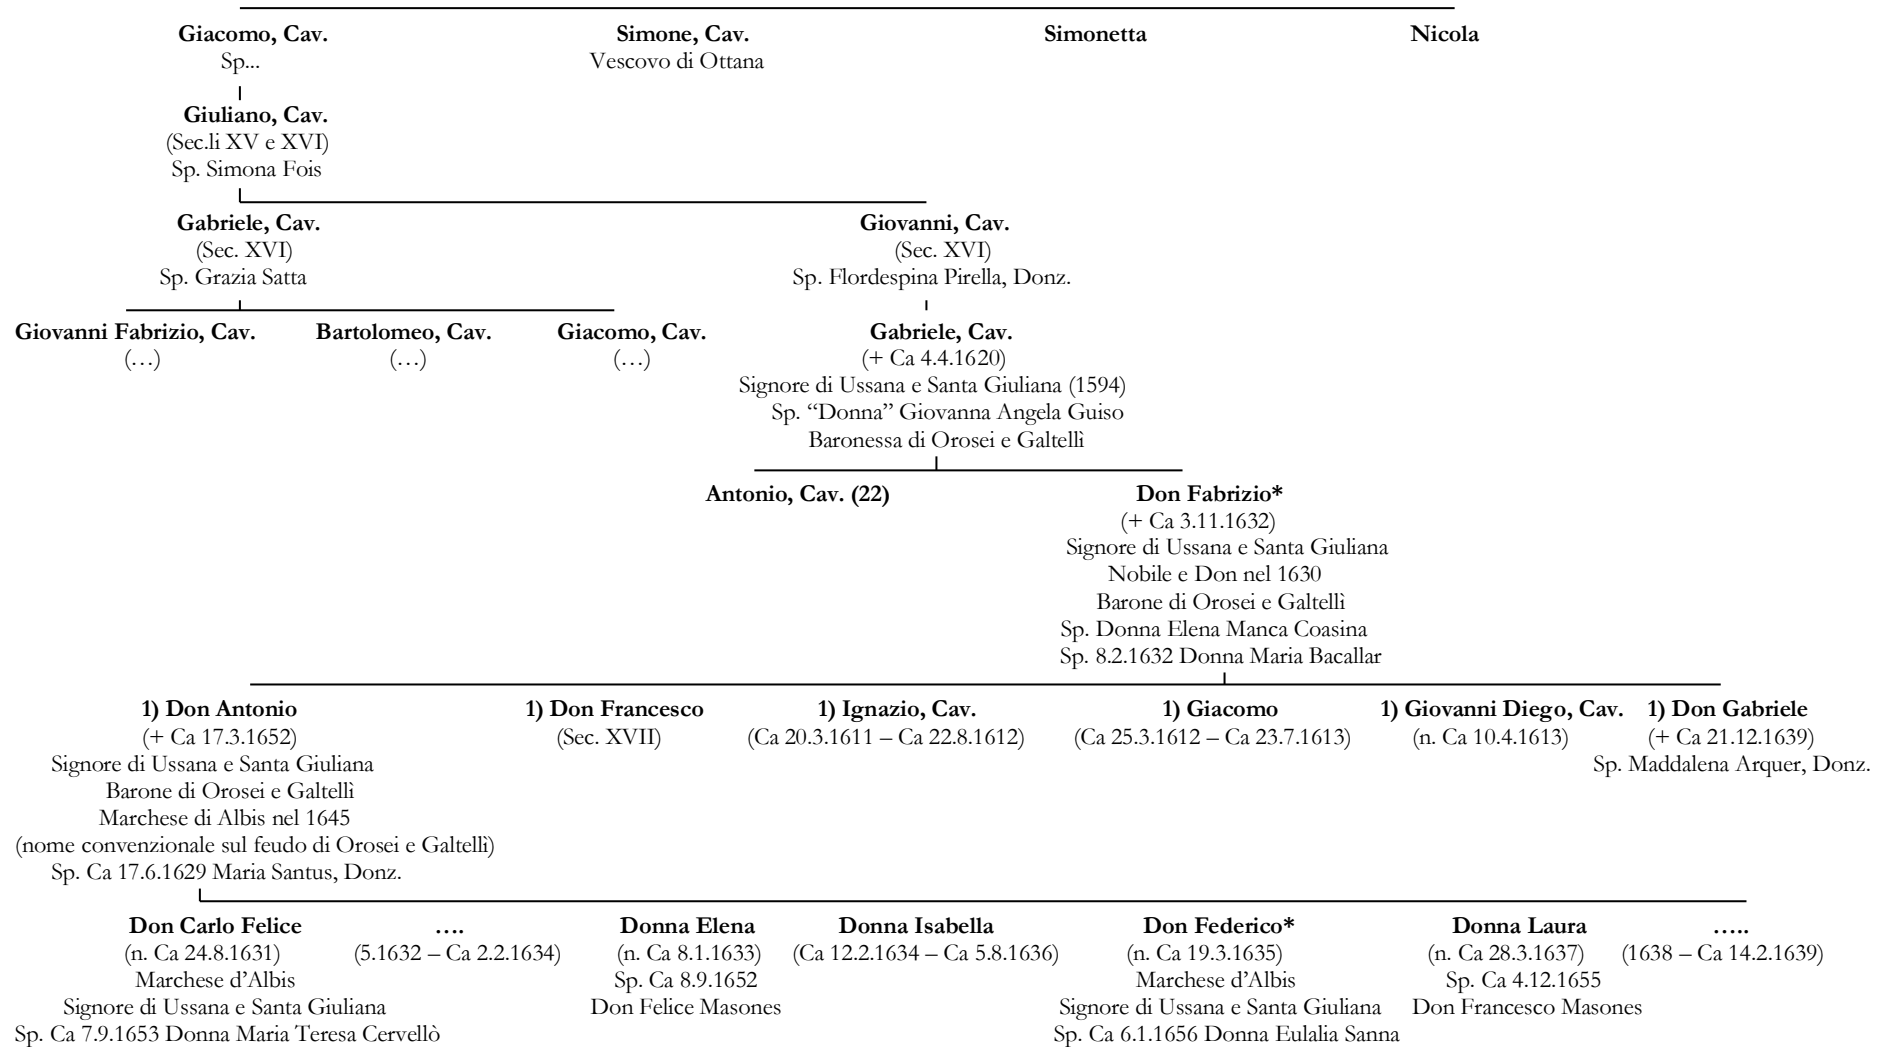 Giacomo, Cav. Simone, Cav. Simonetta Nicola
Sp... Vescovo di Ottana
Giuliano, Cav.
(Sec.li XV e XVI)
Sp. Simona Fois
Gabriele, Cav. Giovanni, Cav.
(Sec. XVI) (Sec. XVI)
Sp. Grazia Satta Sp. Flordespina Pirella, Donz.
Giovanni Fabrizio, Cav. Bartolomeo, Cav. Giacomo, Cav. Gabriele, Cav.
(…) (…) (…) (+ Ca 4.4.1620)
Signore di Ussana e Santa Giuliana (1594)
Sp. “Donna” Giovanna Angela Guiso
Baronessa di Orosei e Galtellì
Antonio, Cav. (22) Don Fabrizio*
(+ Ca 3.11.1632)
Signore di Ussana e Santa Giuliana
Nobile e Don nel 1630
Barone di Orosei e Galtellì
Sp. Donna Elena Manca Coasina
Sp. 8.2.1632 Donna Maria Bacallar
1) Don Antonio 1) Don Francesco 1) Ignazio, Cav. 1) Giacomo 1) Giovanni Diego, Cav. 1) Don Gabriele
(+ Ca 17.3.1652) (Sec. XVII) (Ca 20.3.1611 – Ca 22.8.1612) (Ca 25.3.1612 – Ca 23.7.1613) (n. Ca 10.4.1613) (+ Ca 21.12.1639)
Signore di Ussana e Santa Giuliana Sp. Maddalena Arquer, Donz.
Barone di Orosei e Galtellì
Marchese di Albis nel 1645
(nome convenzionale sul feudo di Orosei e Galtellì)
Sp. Ca 17.6.1629 Maria Santus, Donz.
Don Carlo Felice …. Donna Elena Donna Isabella Don Federico* Donna Laura …..
(n. Ca 24.8.1631) (5.1632 – Ca 2.2.1634) (n. Ca 8.1.1633) (Ca 12.2.1634 – Ca 5.8.1636) (n. Ca 19.3.1635) (n. Ca 28.3.1637) (1638 – Ca 14.2.1639)
Marchese d’Albis Sp. Ca 8.9.1652 Marchese d’Albis Sp. Ca 4.12.1655
Signore di Ussana e Santa Giuliana Don Felice Masones Signore di Ussana e Santa Giuliana Don Francesco Masones
Sp. Ca 7.9.1653 Donna Maria Teresa Cervellò Sp. Ca 6.1.1656 Donna Eulalia Sanna